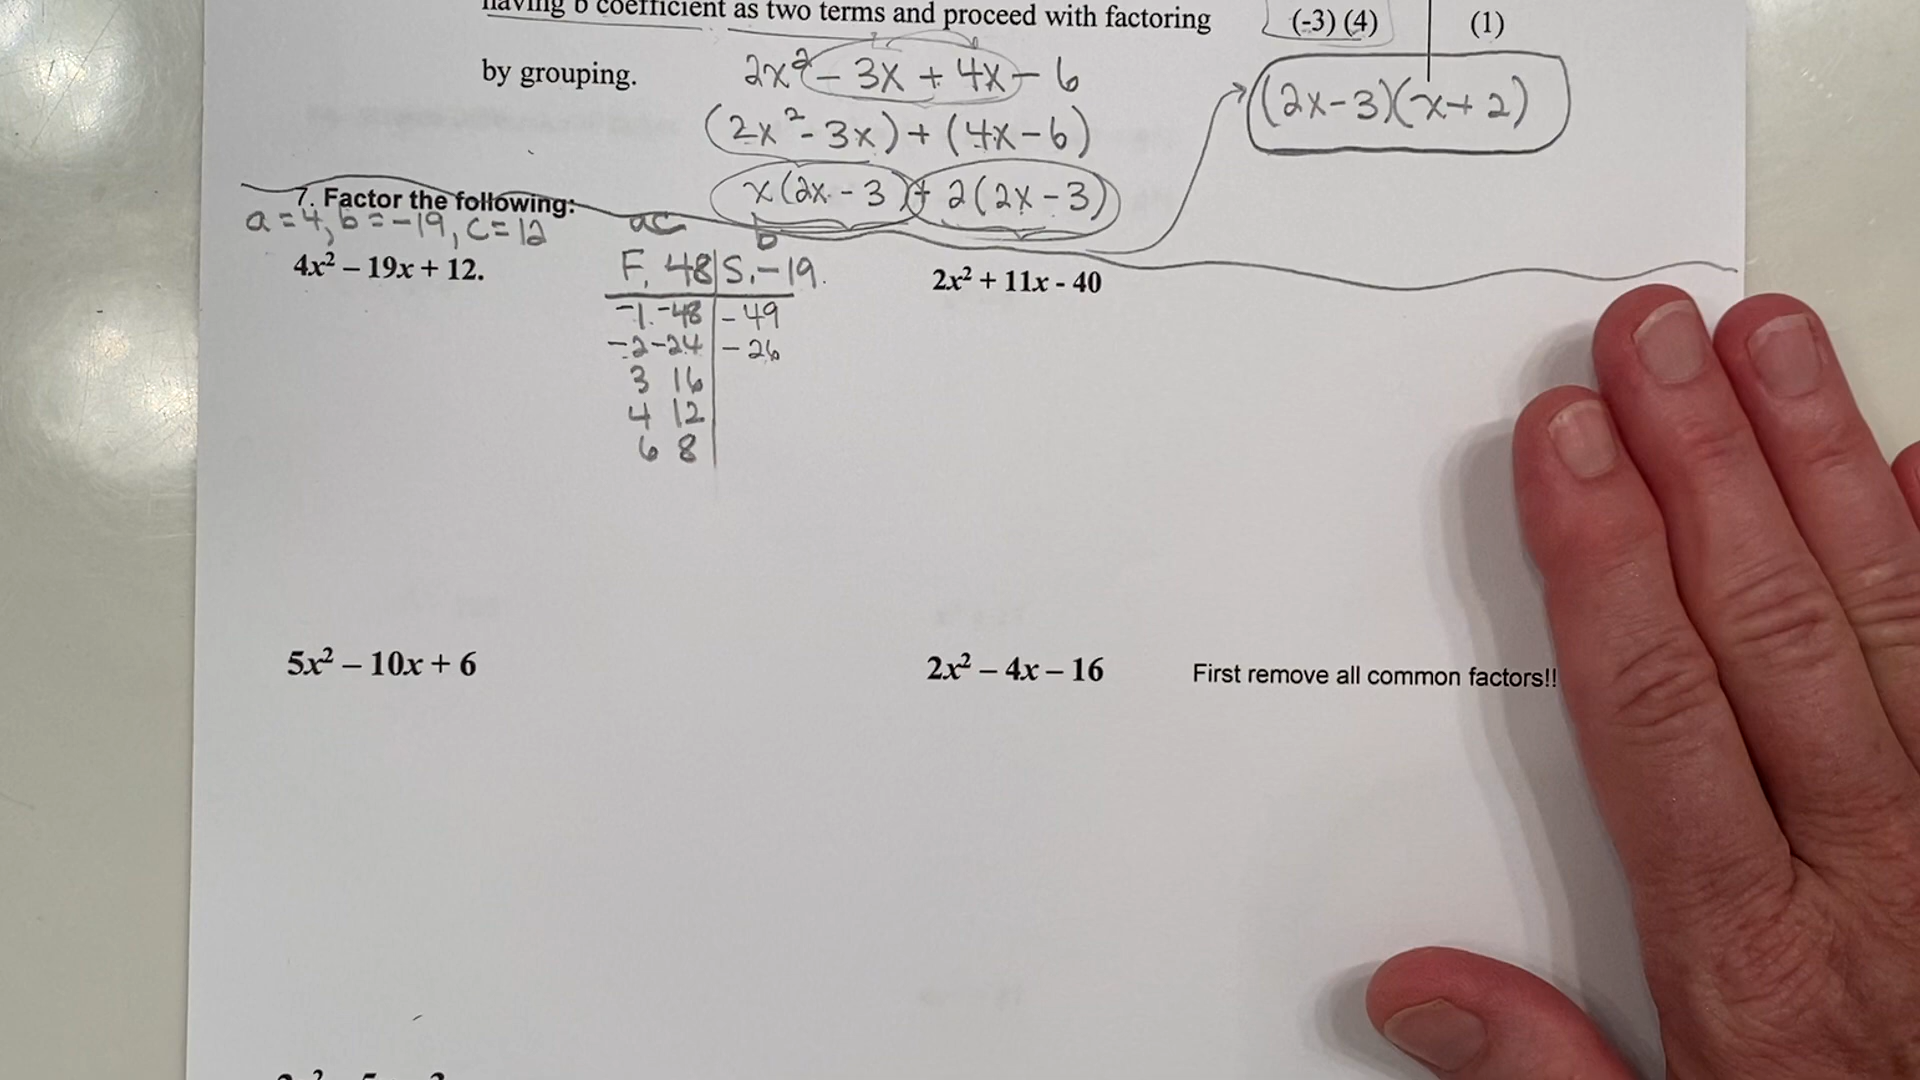 having b coefficient as two terms and proceed with factoring
(-3) (4) (1)
by grouping.
2x² - 3x + 4x - 6
(2x-3)(x+2)
(2x² - 3x) + (4x - 6)
x(2x - 3) + 2(2x - 3)
7. Factor the following:
a = 4, b = -19, c = 12
ac b
4x² – 19x + 12.
F, 48 S, -19.
-1 -48 -49
-2 -24 -26
3 16
4 12
6 8
2x² + 11x - 40
5x² – 10x + 6
2x² – 4x – 16 First remove all common factors!!